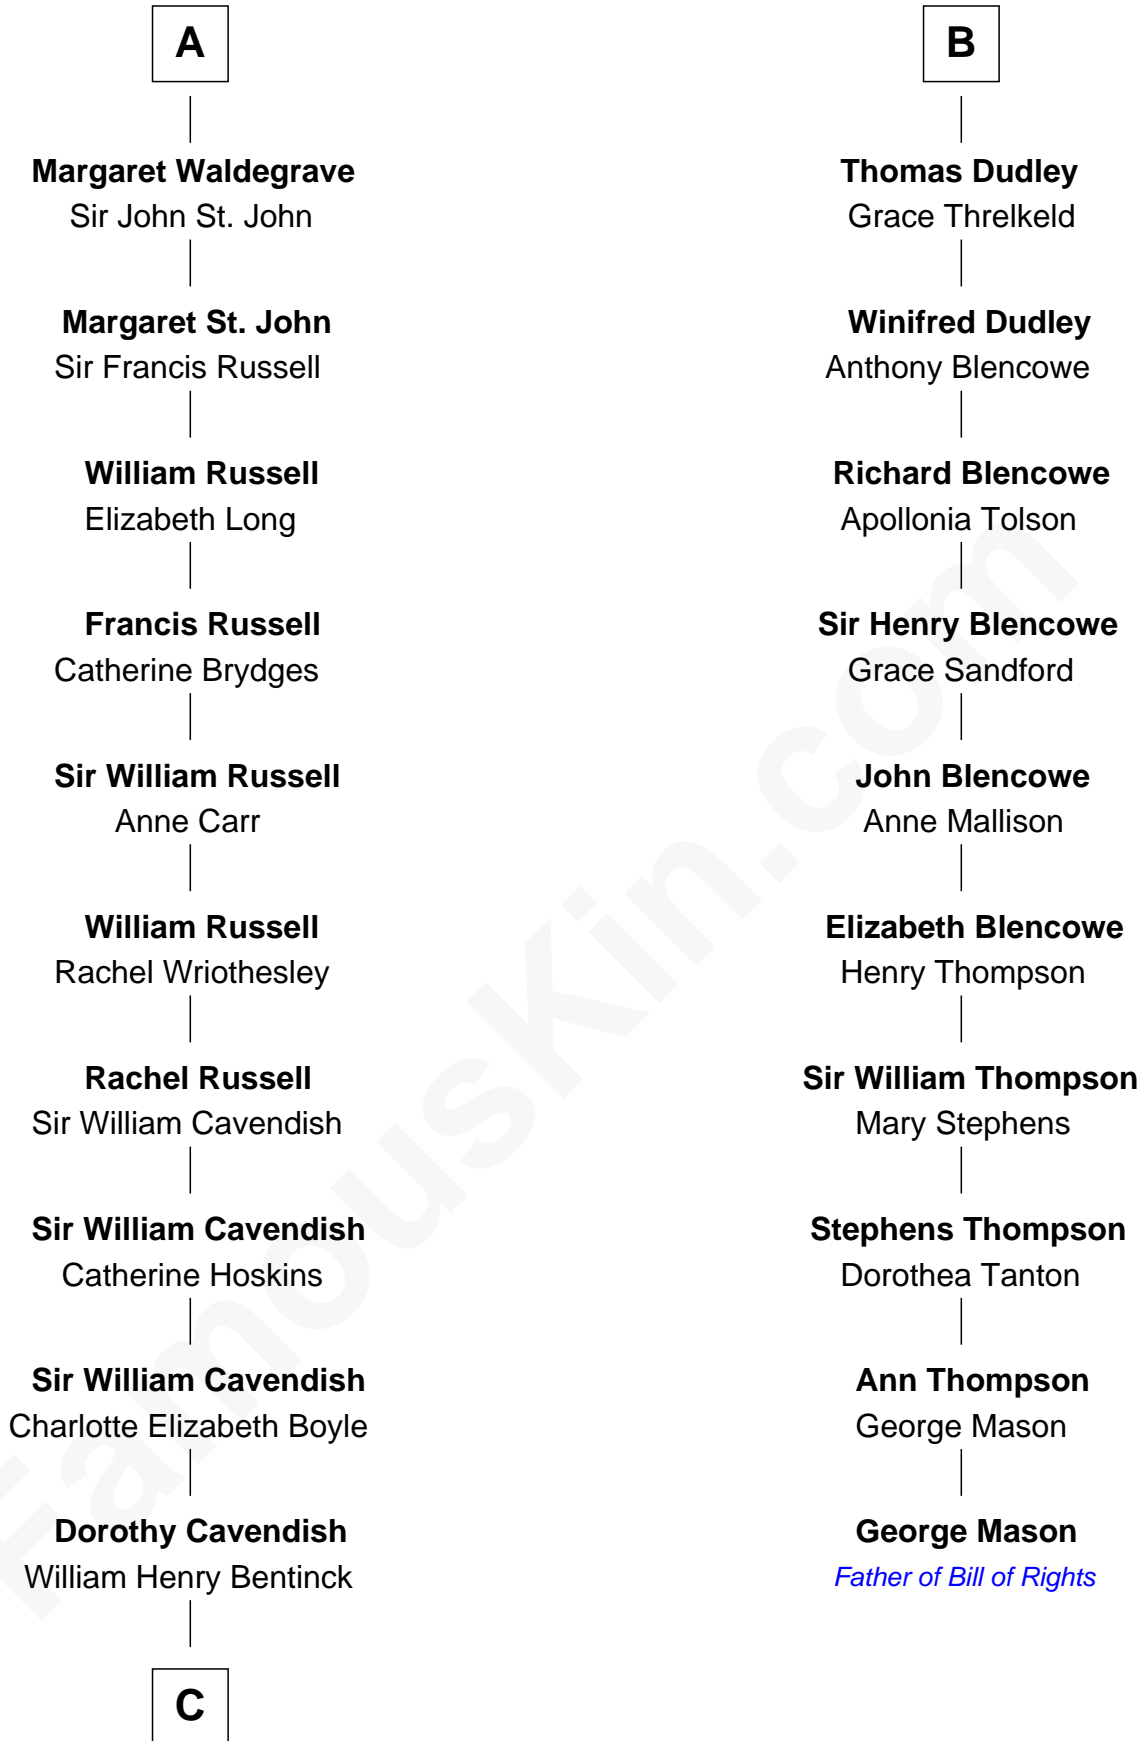 A
Margaret Waldegrave
Sir John St. John
Margaret St. John
Sir Francis Russell
William Russell
Elizabeth Long
Francis Russell
Catherine Brydges
Sir William Russell
Anne Carr
William Russell
Rachel Wriothesley
Rachel Russell
Sir William Cavendish
Sir William Cavendish
Catherine Hoskins
Sir William Cavendish
Charlotte Elizabeth Boyle
Dorothy Cavendish
William Henry Bentinck
C
B
Thomas Dudley
Grace Threlkeld
Winifred Dudley
Anthony Blencowe
Richard Blencowe
Apollonia Tolson
Sir Henry Blencowe
Grace Sandford
John Blencowe
Anne Mallison
Elizabeth Blencowe
Henry Thompson
Sir William Thompson
Mary Stephens
Stephens Thompson
Dorothea Tanton
Ann Thompson
George Mason
George Mason
Father of Bill of Rights
FamousKin.com